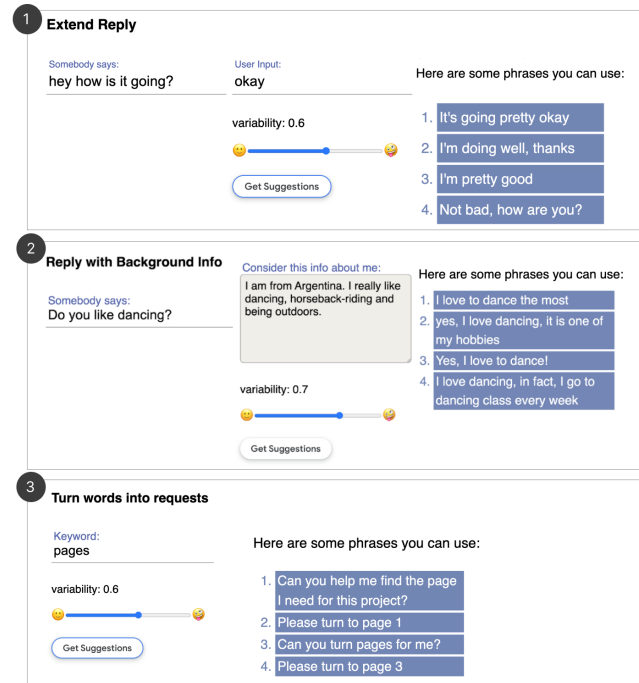 1
Extend Reply
Somebody says:
hey how is it going?
User Input:
okay
variability: 0.6
Get Suggestions
Here are some phrases you can use:
1. It's going pretty okay
2. I'm doing well, thanks
3. I'm pretty good
4. Not bad, how are you?
2
Reply with Background Info
Somebody says:
Do you like dancing?
Consider this info about me:
I am from Argentina. I really like
dancing, horseback-riding and
being outdoors.
variability: 0.7
Get Suggestions
Here are some phrases you can use:
1. I love to dance the most
2. yes, I love dancing, it is one of
my hobbies
3. Yes, I love to dance!
4. I love dancing, in fact, I go to
dancing class every week
3
Turn words into requests
Keyword:
pages
variability: 0.6
Get Suggestions
Here are some phrases you can use:
1. Can you help me find the page
I need for this project?
2. Please turn to page 1
3. Can you turn pages for me?
4. Please turn to page 3